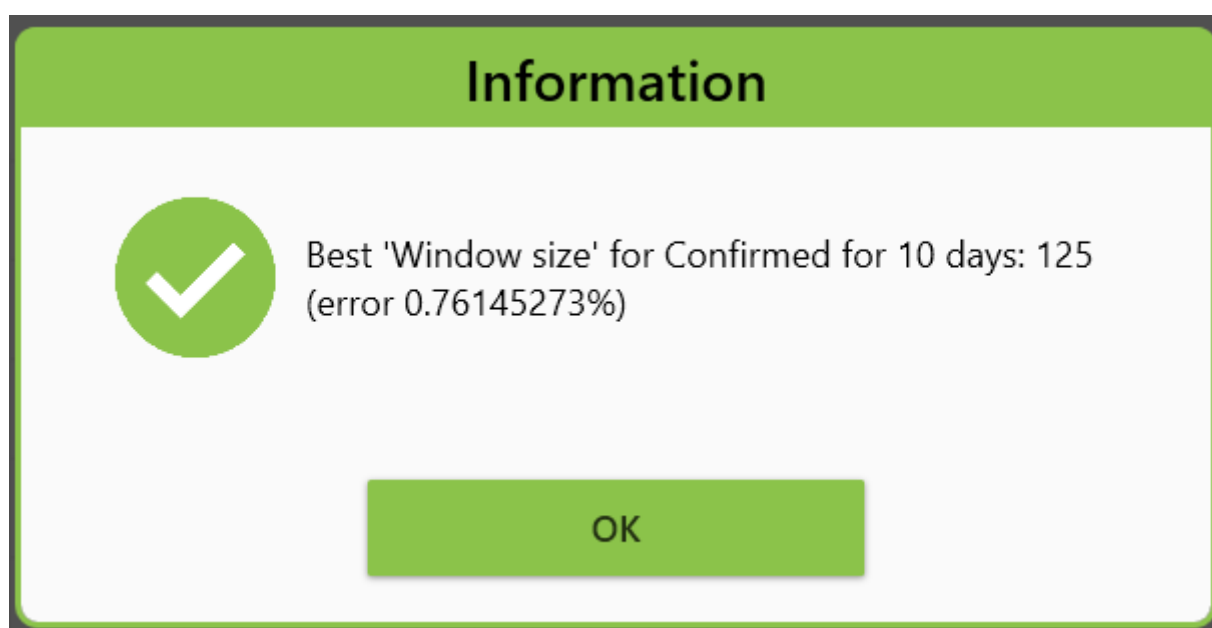 Information
Best 'Window size' for Confirmed for 10 days: 125
(error 0.76145273%)
OK